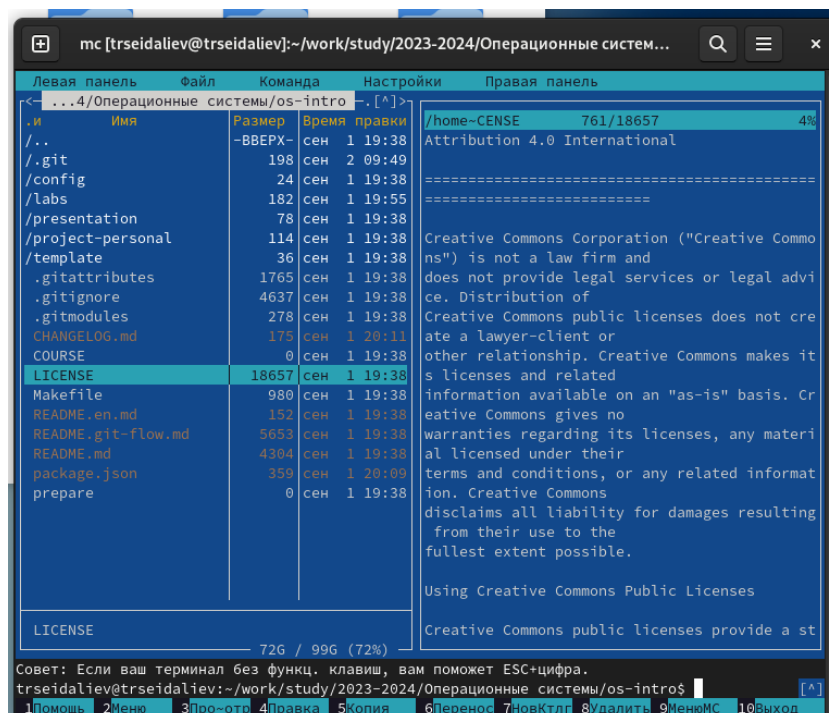 mc [trseidaliev@trseidaliev]:~/work/study/2023-2024/Операционные систем...
Левая панель Файл Команда Настройки Правая панель
<─ ...4/Операционные системы/os-intro ─.[^]>
.и Имя Размер Время правки
/.. -ВВЕРХ- сен 1 19:38
/.git 198 сен 2 09:49
/config 24 сен 1 19:38
/labs 182 сен 1 19:55
/presentation 78 сен 1 19:38
/project-personal 114 сен 1 19:38
/template 36 сен 1 19:38
.gitattributes 1765 сен 1 19:38
.gitignore 4637 сен 1 19:38
.gitmodules 278 сен 1 19:38
CHANGELOG.md 175 сен 1 20:11
COURSE 0 сен 1 19:38
LICENSE 18657 сен 1 19:38
Makefile 980 сен 1 19:38
README.en.md 152 сен 1 19:38
README.git-flow.md 5653 сен 1 19:38
README.md 4304 сен 1 19:38
package.json 359 сен 1 20:09
prepare 0 сен 1 19:38
LICENSE
72G / 99G (72%)
/home~CENSE 761/18657 4%
Attribution 4.0 International
=============================================
==========================
Creative Commons Corporation ("Creative Commo
ns") is not a law firm and
does not provide legal services or legal advi
ce. Distribution of
Creative Commons public licenses does not cre
ate a lawyer-client or
other relationship. Creative Commons makes it
s licenses and related
information available on an "as-is" basis. Cr
eative Commons gives no
warranties regarding its licenses, any materi
al licensed under their
terms and conditions, or any related informat
ion. Creative Commons
disclaims all liability for damages resulting
from their use to the
fullest extent possible.
Using Creative Commons Public Licenses
Creative Commons public licenses provide a st
Совет: Если ваш терминал без функц. клавиш, вам поможет ESC+цифра.
trseidaliev@trseidaliev:~/work/study/2023-2024/Операционные системы/os-intro$ [^]
1Помощь 2Меню 3Про~отр 4Правка 5Копия 6Перенос 7НовКтлг 8Удалить 9МенюMC 10Выход